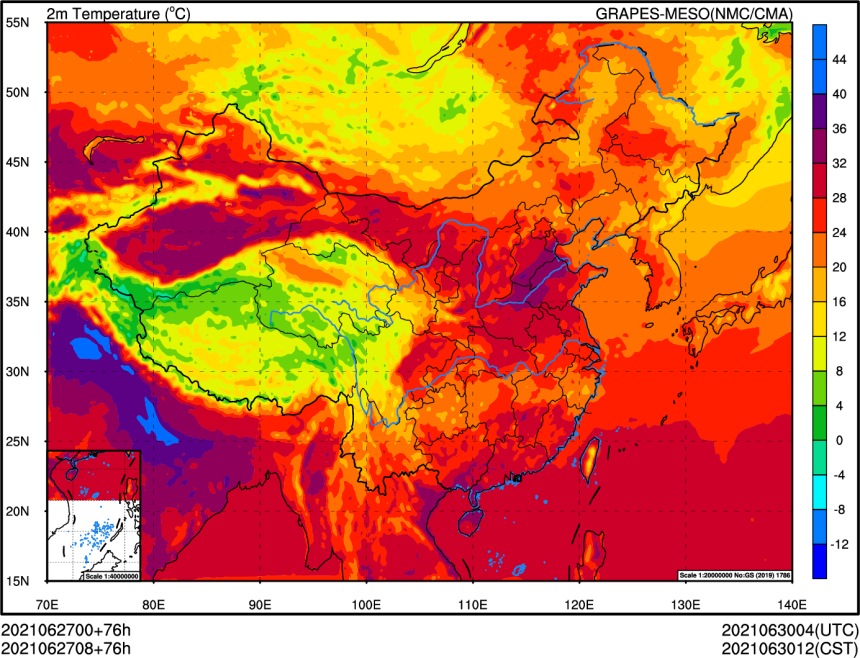 2m Temperature (°C) GRAPES-MESO(NMC/CMA)
55N
50N
45N
40N
35N
30N
25N
20N
15N
70E 80E 90E 100E 110E 120E 130E 140E
44
40
36
32
28
24
20
16
12
8
4
0
-4
-8
-12
Scale 1:40000000
Scale 1:20000000 No:GS (2019) 1786
2021062700+76h 2021063004(UTC)
2021062708+76h 2021063012(CST)